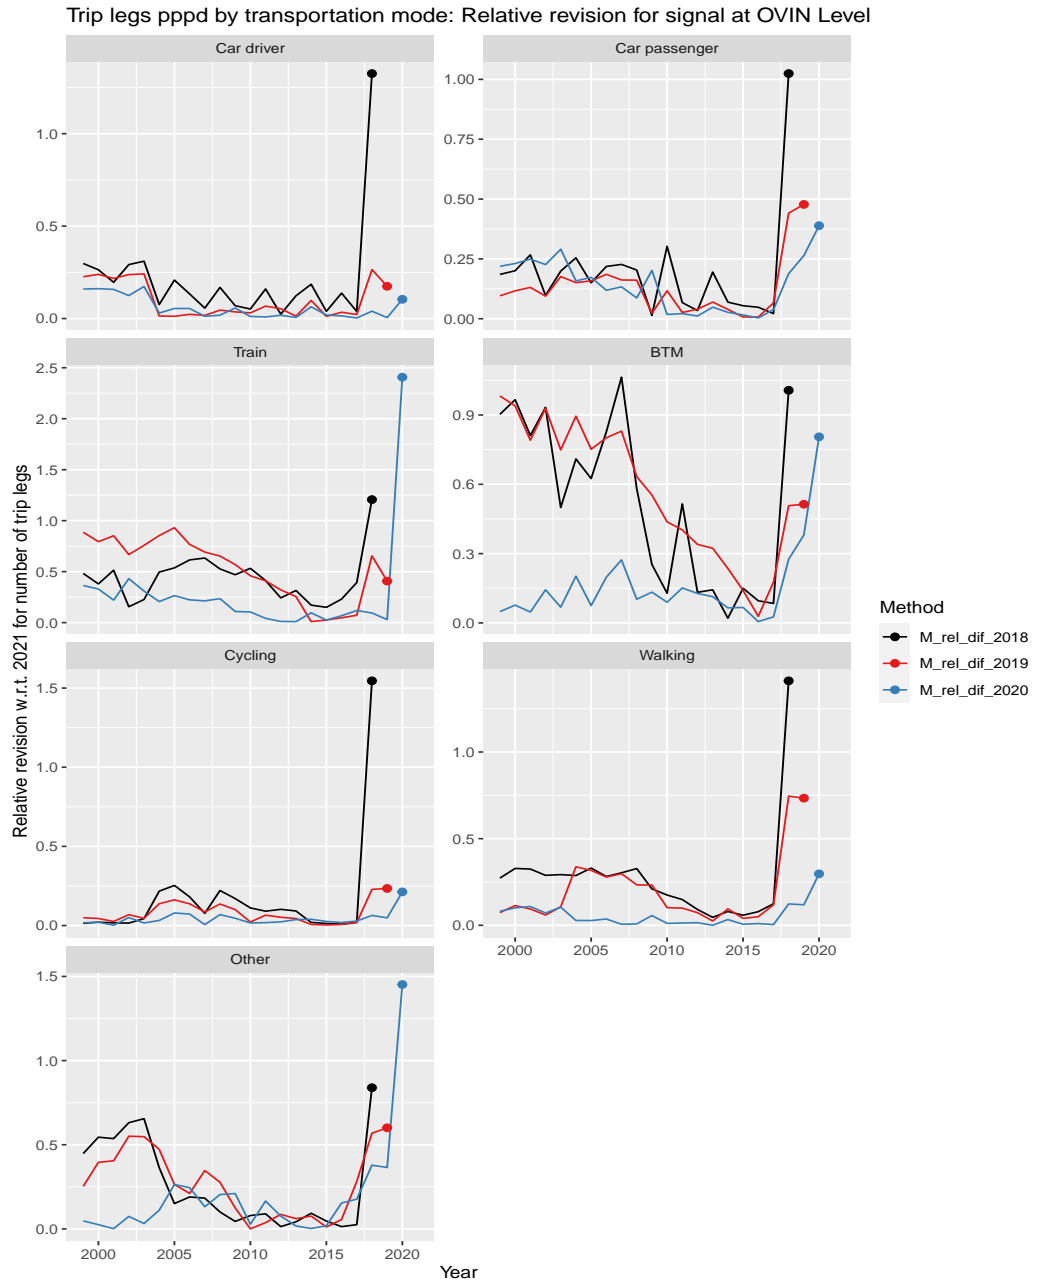 Trip legs pppd by transportation mode: Relative revision for signal at OVIN Level
Relative revision w.r.t. 2021 for number of trip legs
Car driver
1.0
0.5
0.0
Car passenger
1.00
0.75
0.50
0.25
0.00
Train
2.5
2.0
1.5
1.0
0.5
0.0
BTM
0.9
0.6
0.3
0.0
Cycling
1.5
1.0
0.5
0.0
Walking
1.0
0.5
0.0
2000 2005 2010 2015 2020
Other
1.5
1.0
0.5
0.0
2000 2005 2010 2015 2020
Year
Method
M_rel_dif_2018
M_rel_dif_2019
M_rel_dif_2020